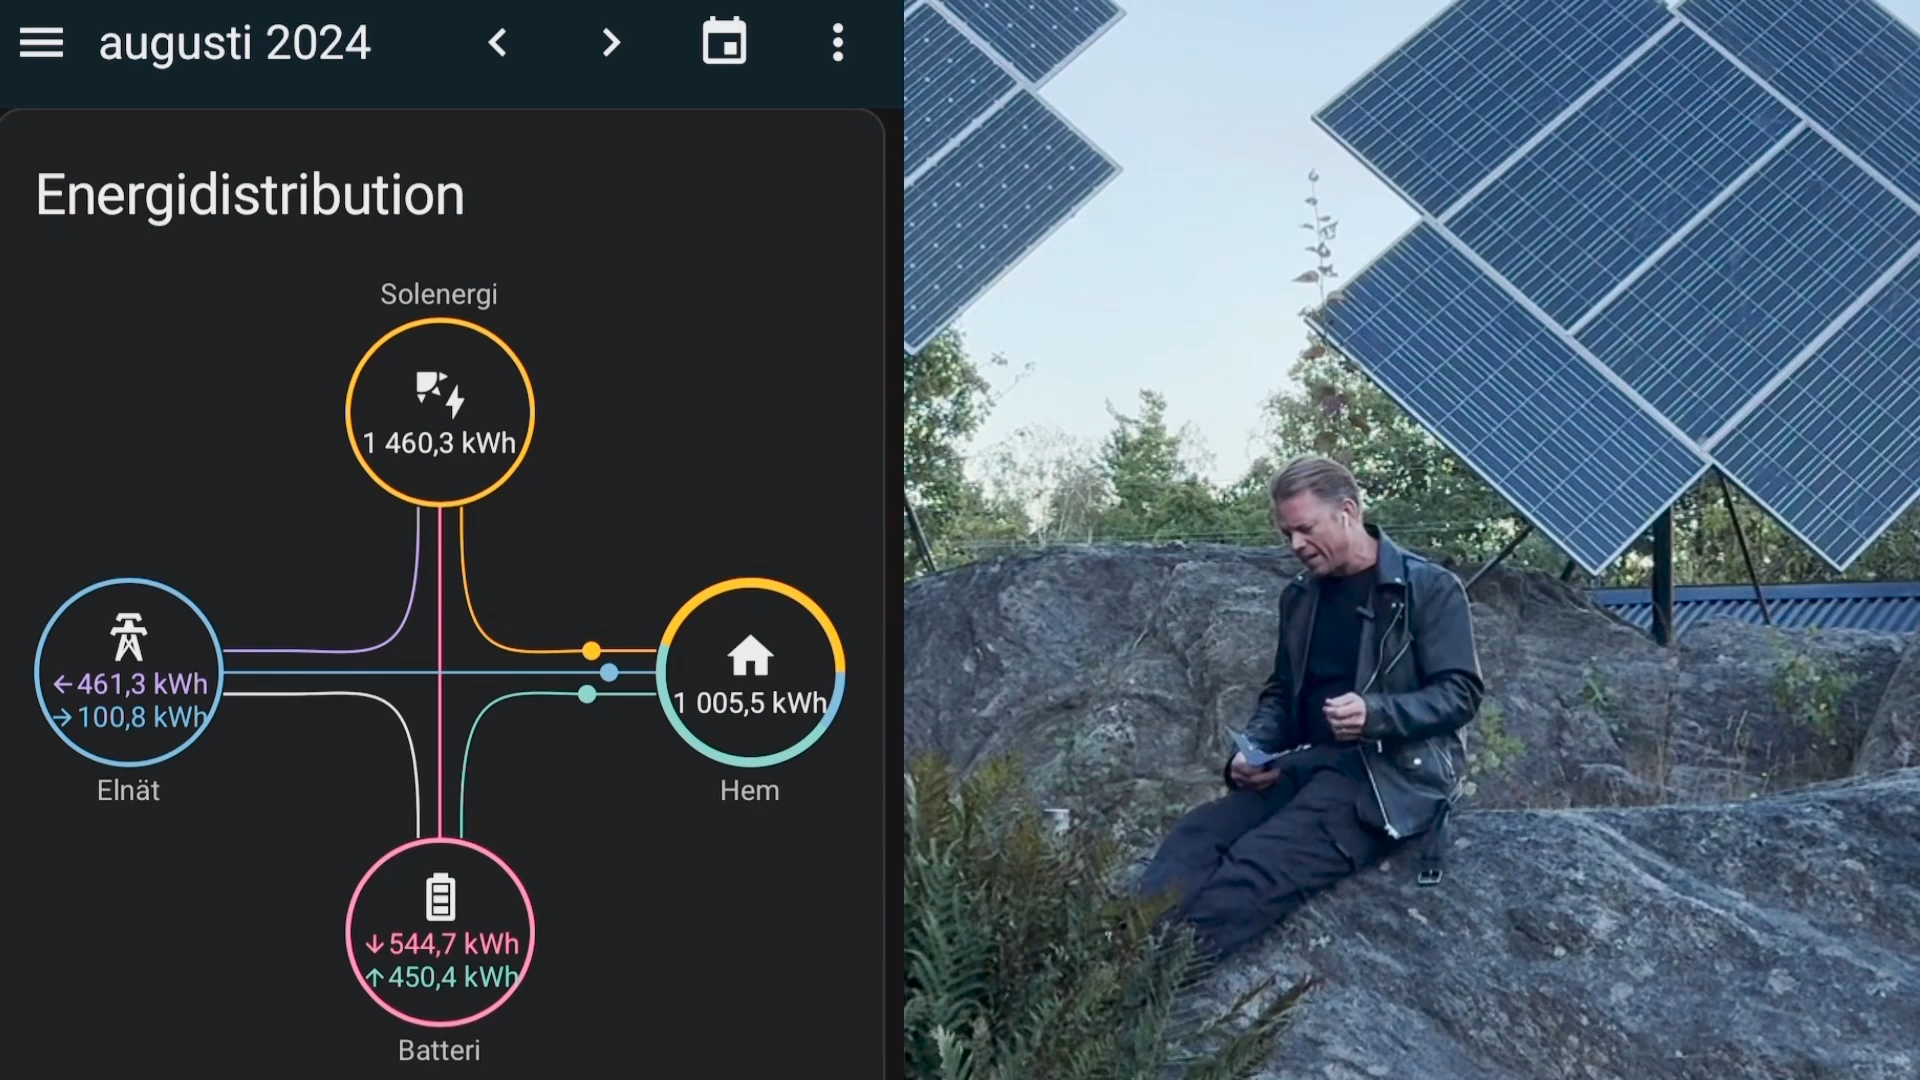 augusti 2024
Energidistribution
Solenergi
1 460,3 kWh
←461,3 kWh
→100,8 kWh
Elnät
1 005,5 kWh
Hem
↓544,7 kWh
↑450,4 kWh
Batteri